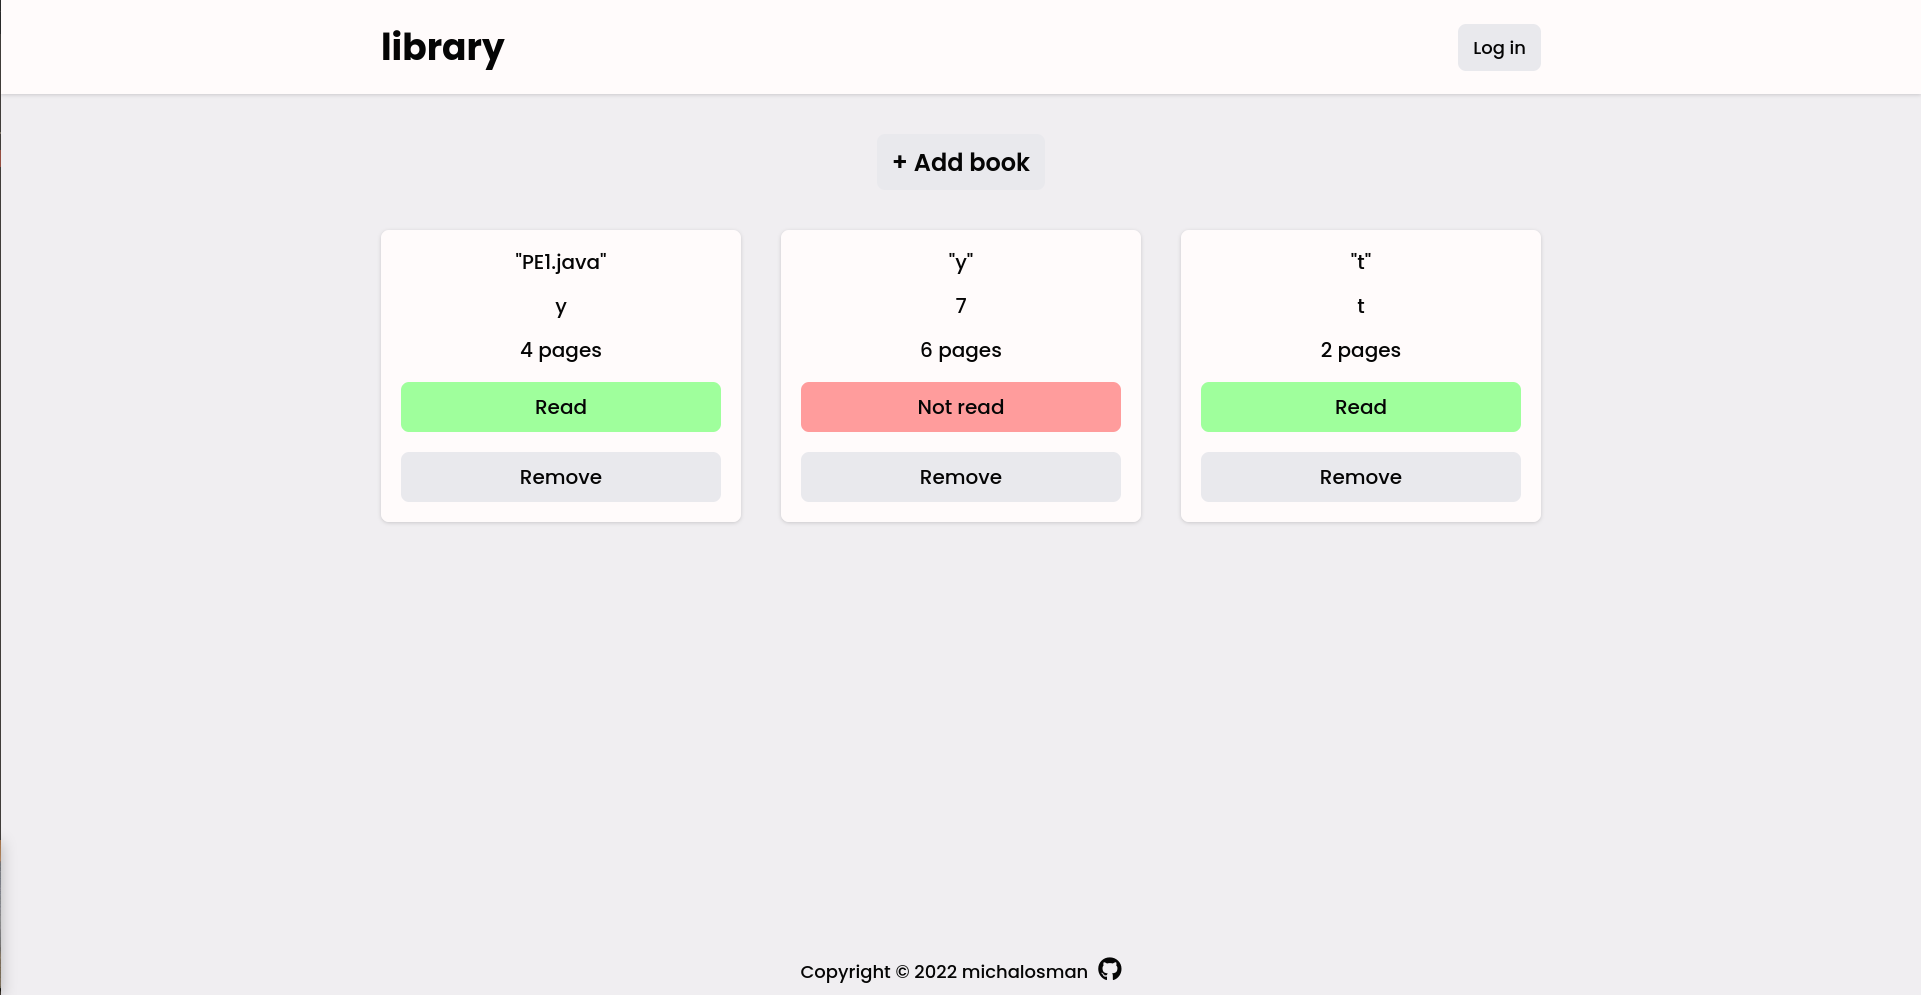 library
Log in
+ Add book
"PE1.java"
y
4 pages
Read
Remove
"y"
7
6 pages
Not read
Remove
"t"
t
2 pages
Read
Remove
Copyright © 2022 michalosman